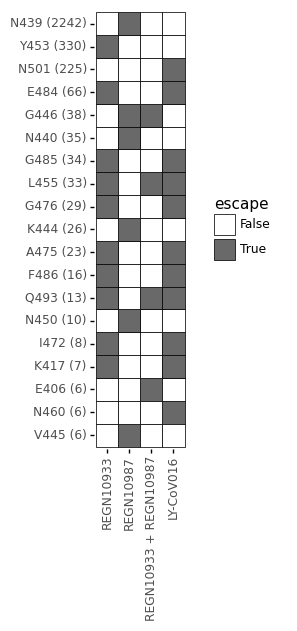 N439 (2242)
Y453 (330)
N501 (225)
E484 (66)
G446 (38)
N440 (35)
G485 (34)
L455 (33)
G476 (29)
K444 (26)
A475 (23)
F486 (16)
Q493 (13)
N450 (10)
I472 (8)
K417 (7)
E406 (6)
N460 (6)
V445 (6)
escape
False
True
REGN10933
REGN10987
REGN10933 + REGN10987
LY-CoV016